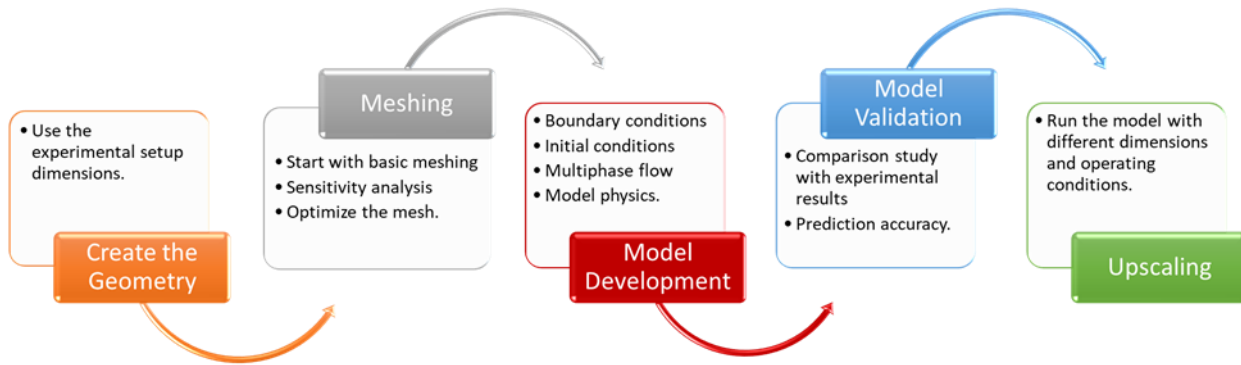 • Use the
experimental setup
dimensions.
Create the
Geometry
Meshing
• Start with basic meshing
• Sensitivity analysis
• Optimize the mesh.
• Boundary conditions
• Initial conditions
• Multiphase flow
• Model physics.
Model
Development
Model
Validation
• Comparison study
with experimental
results
• Prediction accuracy.
• Run the model with
different dimensions
and operating
conditions.
Upscaling